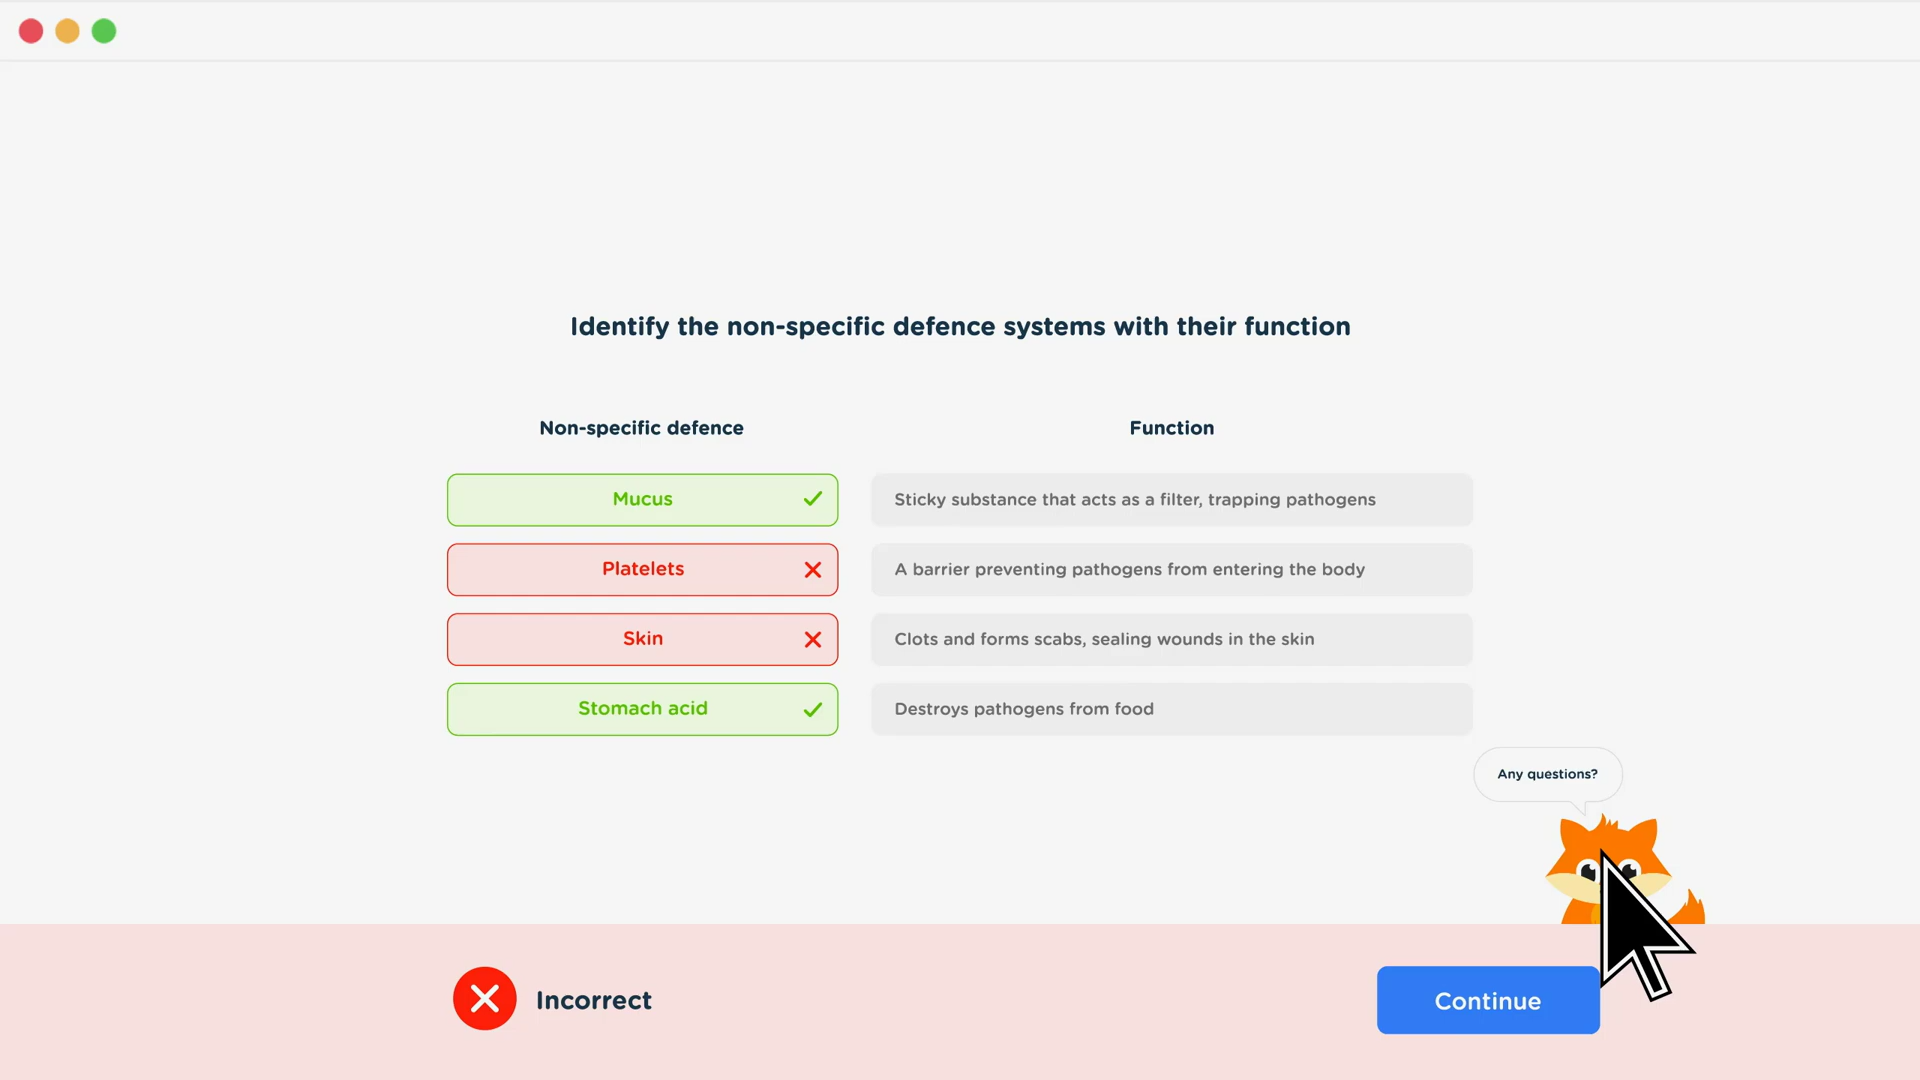 Identify the non-specific defence systems with their function
Non-specific defence
Function
Mucus
Sticky substance that acts as a filter, trapping pathogens
Platelets
A barrier preventing pathogens from entering the body
Skin
Clots and forms scabs, sealing wounds in the skin
Stomach acid
Destroys pathogens from food
Any questions?
Incorrect
Continue